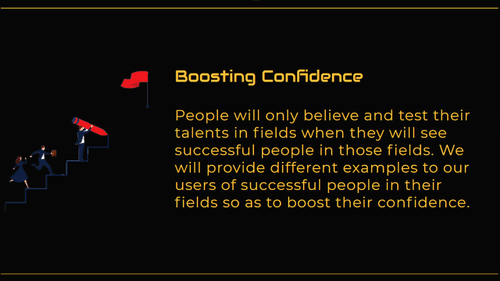 Boosting Confidence
People will only believe and test their
talents in fields when they will see
successful people in those fields. We
will provide different examples to our
users of successful people in their
fields so as to boost their confidence.